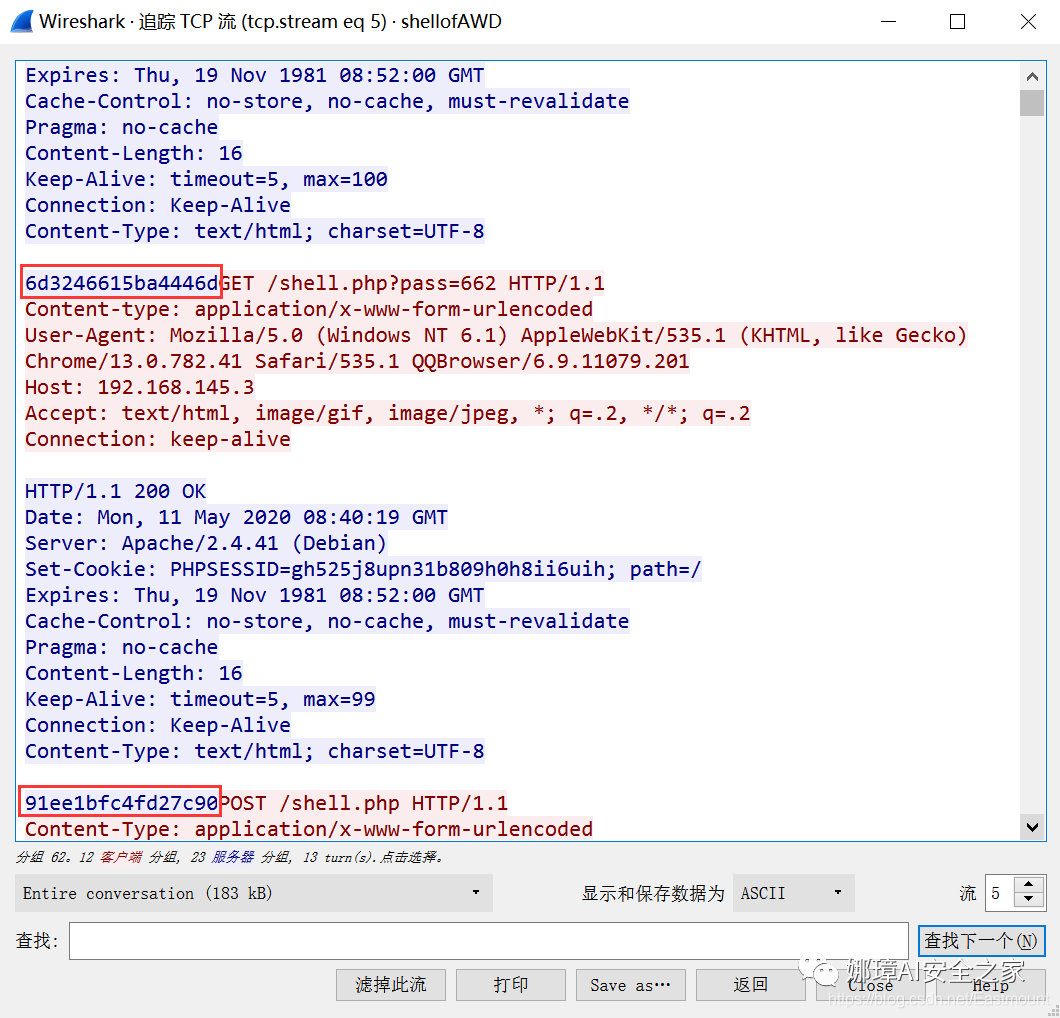 Wireshark · 追踪 TCP 流 (tcp.stream eq 5) · shellofAWD
Expires: Thu, 19 Nov 1981 08:52:00 GMT
Cache-Control: no-store, no-cache, must-revalidate
Pragma: no-cache
Content-Length: 16
Keep-Alive: timeout=5, max=100
Connection: Keep-Alive
Content-Type: text/html; charset=UTF-8
6d3246615ba4446dGET /shell.php?pass=662 HTTP/1.1
Content-type: application/x-www-form-urlencoded
User-Agent: Mozilla/5.0 (Windows NT 6.1) AppleWebKit/535.1 (KHTML, like Gecko)
Chrome/13.0.782.41 Safari/535.1 QQBrowser/6.9.11079.201
Host: 192.168.145.3
Accept: text/html, image/gif, image/jpeg, *; q=.2, */*; q=.2
Connection: keep-alive
HTTP/1.1 200 OK
Date: Mon, 11 May 2020 08:40:19 GMT
Server: Apache/2.4.41 (Debian)
Set-Cookie: PHPSESSID=gh525j8upn31b809h0h8ii6uih; path=/
Expires: Thu, 19 Nov 1981 08:52:00 GMT
Cache-Control: no-store, no-cache, must-revalidate
Pragma: no-cache
Content-Length: 16
Keep-Alive: timeout=5, max=99
Connection: Keep-Alive
Content-Type: text/html; charset=UTF-8
91ee1bfc4fd27c90POST /shell.php HTTP/1.1
Content-Type: application/x-www-form-urlencoded
分组 62。12 客户端 分组, 23 服务器 分组, 13 turn(s).点击选择。
Entire conversation (183 kB) 显示和保存数据为 ASCII 流 5
查找: 查找下一个(N)
滤掉此流 打印 Save as… 返回 Close Help
娜璋AI安全之家
https://blog.csdn.net/Eastmount